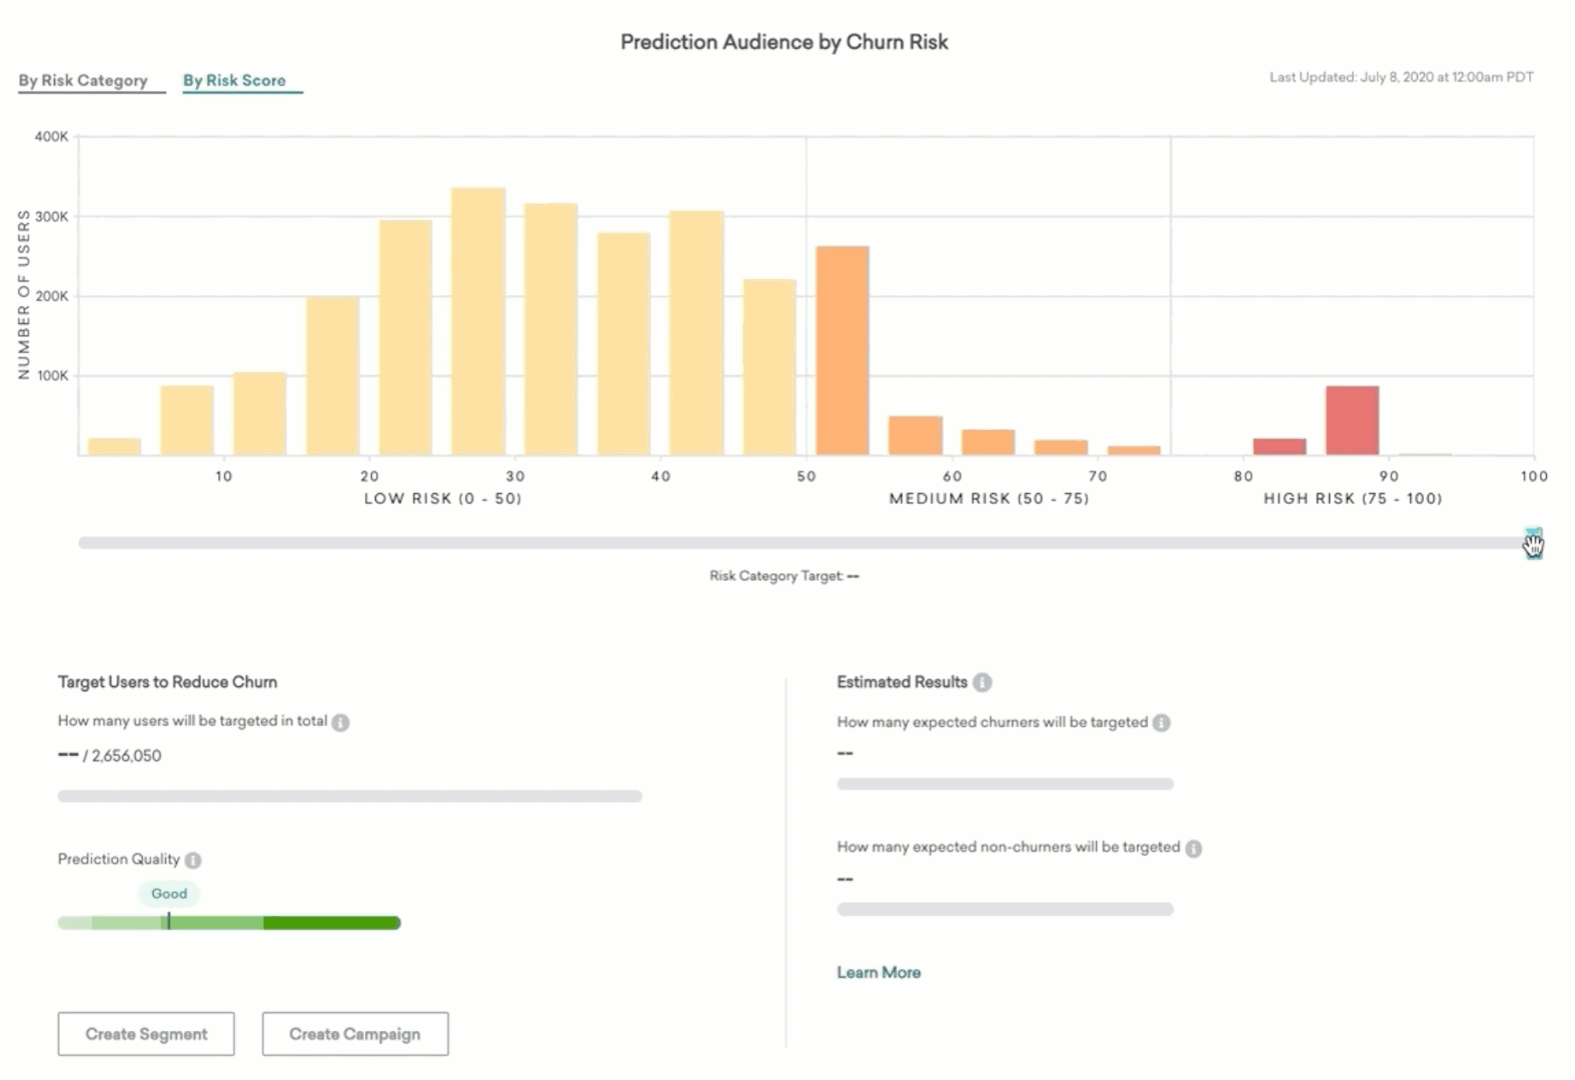 Prediction Audience by Churn Risk
By Risk Category By Risk Score
Last Updated: July 8, 2020 at 12:00am PDT
400K
300K
200K
100K
NUMBER OF USERS
10 20 30 40 50 60 70 80 90 100
LOW RISK (0 - 50) MEDIUM RISK (50 - 75) HIGH RISK (75 - 100)
Risk Category Target: --
Target Users to Reduce Churn
How many users will be targeted in total i
-- / 2,656,050
Prediction Quality i
Good
Create Segment Create Campaign
Estimated Results i
How many expected churners will be targeted i
--
How many expected non-churners will be targeted i
--
Learn More